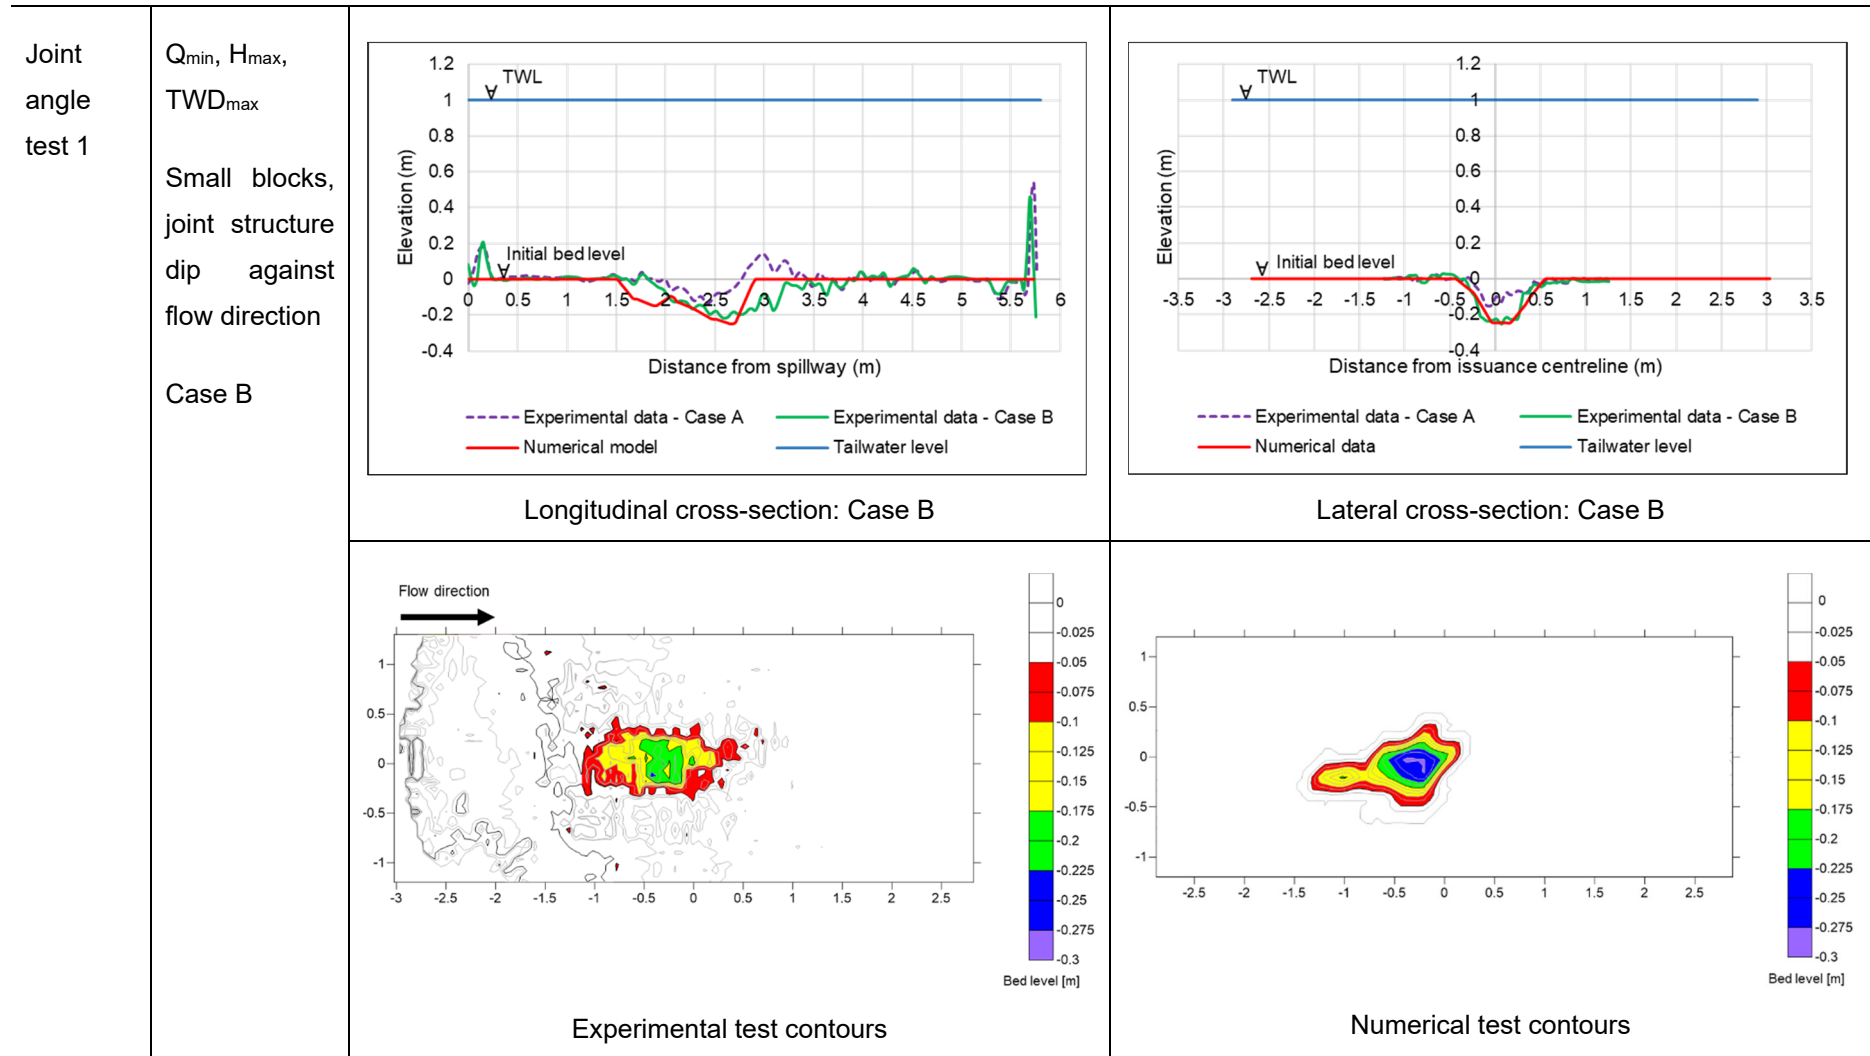 Joint
angle
test 1
Qmin, Hmax,
TWDmax
Small blocks,
joint structure
dip against
flow direction
Case B
Elevation (m)
1.2
1
0.8
0.6
0.4
0.2
0
-0.2
-0.4
TWL
Initial bed level
0 0.5 1 1.5 2 2.5 3 3.5 4 4.5 5 5.5 6
Distance from spillway (m)
Experimental data - Case A
Experimental data - Case B
Numerical model
Tailwater level
Longitudinal cross-section: Case B
Elevation (m)
1.2
1
0.8
0.6
0.4
0.2
0
-0.2
-0.4
TWL
Initial bed level
-3.5 -3 -2.5 -2 -1.5 -1 -0.5 0 0.5 1 1.5 2 2.5 3 3.5
Distance from issuance centreline (m)
Experimental data - Case A
Experimental data - Case B
Numerical data
Tailwater level
Lateral cross-section: Case B
Flow direction
1
0.5
0
-0.5
-1
-3 -2.5 -2 -1.5 -1 -0.5 0 0.5 1 1.5 2 2.5
0
-0.025
-0.05
-0.075
-0.1
-0.125
-0.15
-0.175
-0.2
-0.225
-0.25
-0.275
-0.3
Bed level [m]
Experimental test contours
1
0.5
0
-0.5
-1
-2.5 -2 -1.5 -1 -0.5 0 0.5 1 1.5 2 2.5
0
-0.025
-0.05
-0.075
-0.1
-0.125
-0.15
-0.175
-0.2
-0.225
-0.25
-0.275
-0.3
Bed level [m]
Numerical test contours